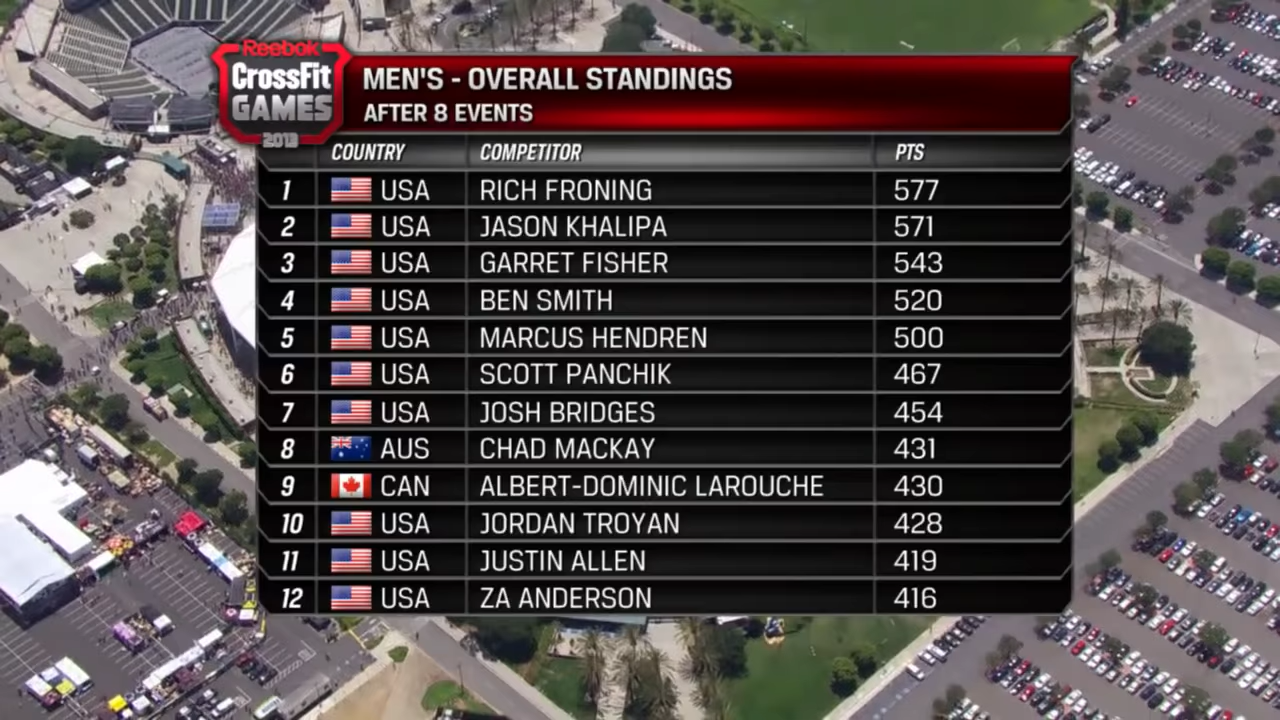 Reebok
CrossFit
GAMES
2013
MEN'S - OVERALL STANDINGS
AFTER 8 EVENTS
COUNTRY COMPETITOR PTS
1 USA RICH FRONING 577
2 USA JASON KHALIPA 571
3 USA GARRET FISHER 543
4 USA BEN SMITH 520
5 USA MARCUS HENDREN 500
6 USA SCOTT PANCHIK 467
7 USA JOSH BRIDGES 454
8 AUS CHAD MACKAY 431
9 CAN ALBERT-DOMINIC LAROUCHE 430
10 USA JORDAN TROYAN 428
11 USA JUSTIN ALLEN 419
12 USA ZA ANDERSON 416